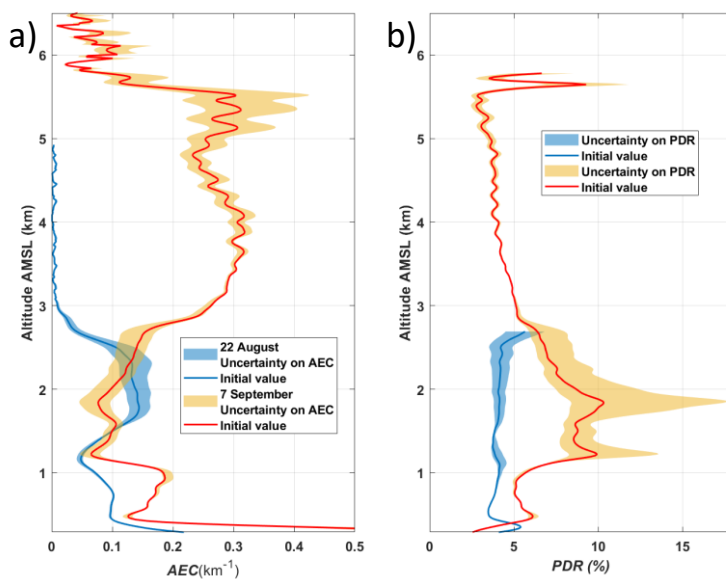 a)
6
5
4
3
2
1
Altitude AMSL (km)
22 August
Uncertainty on AEC
Initial value
7 September
Uncertainty on AEC
Initial value
0
0.1
0.2
0.3
0.4
0.5
AEC(km⁻¹)
b)
6
5
4
3
2
1
Altitude AMSL (km)
Uncertainty on PDR
Initial value
Uncertainty on PDR
Initial value
0
5
10
15
PDR (%)